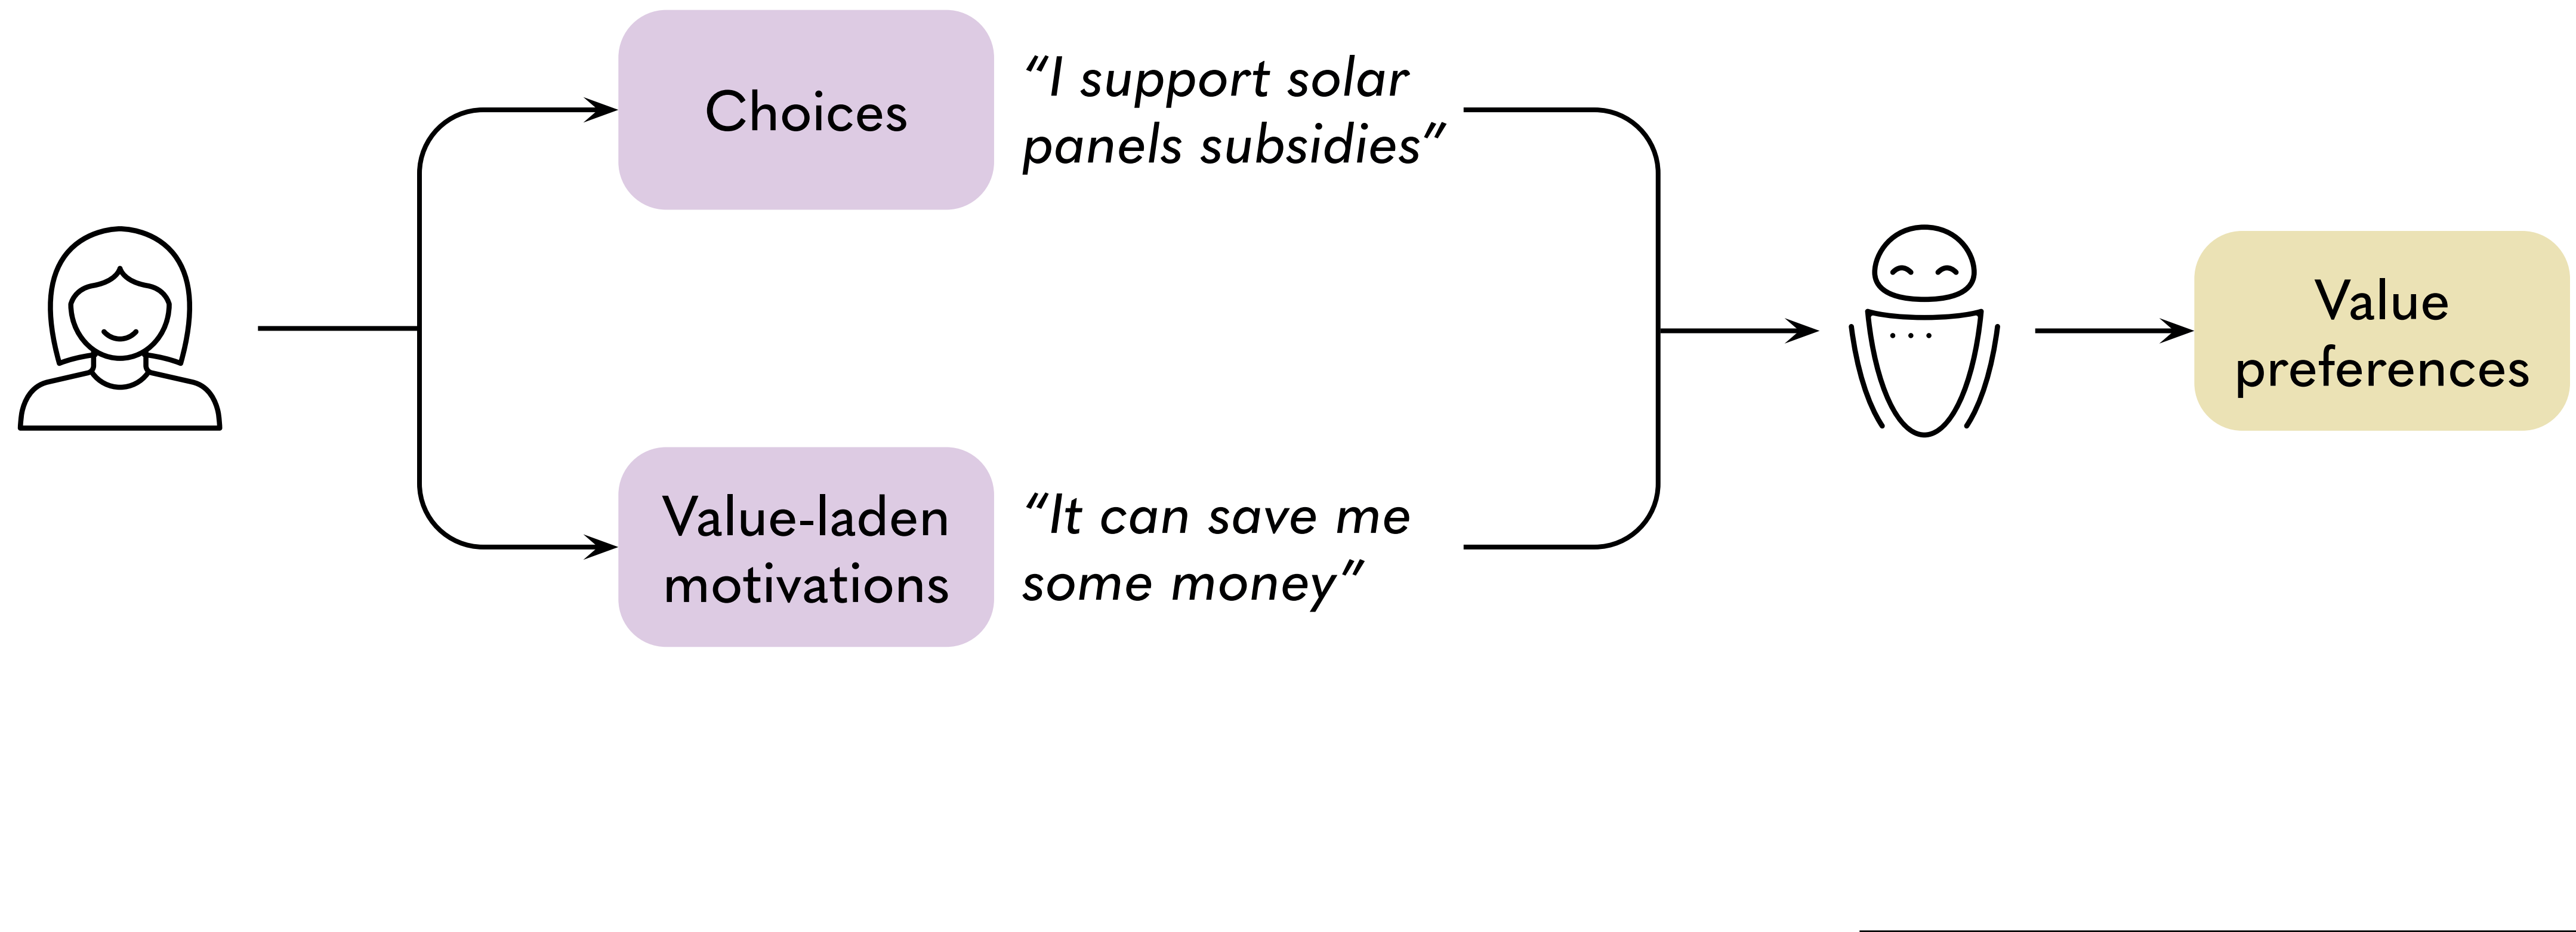 Choices
“I support solar
panels subsidies”
Value
preferences
Value-laden
motivations
“It can save me
some money”